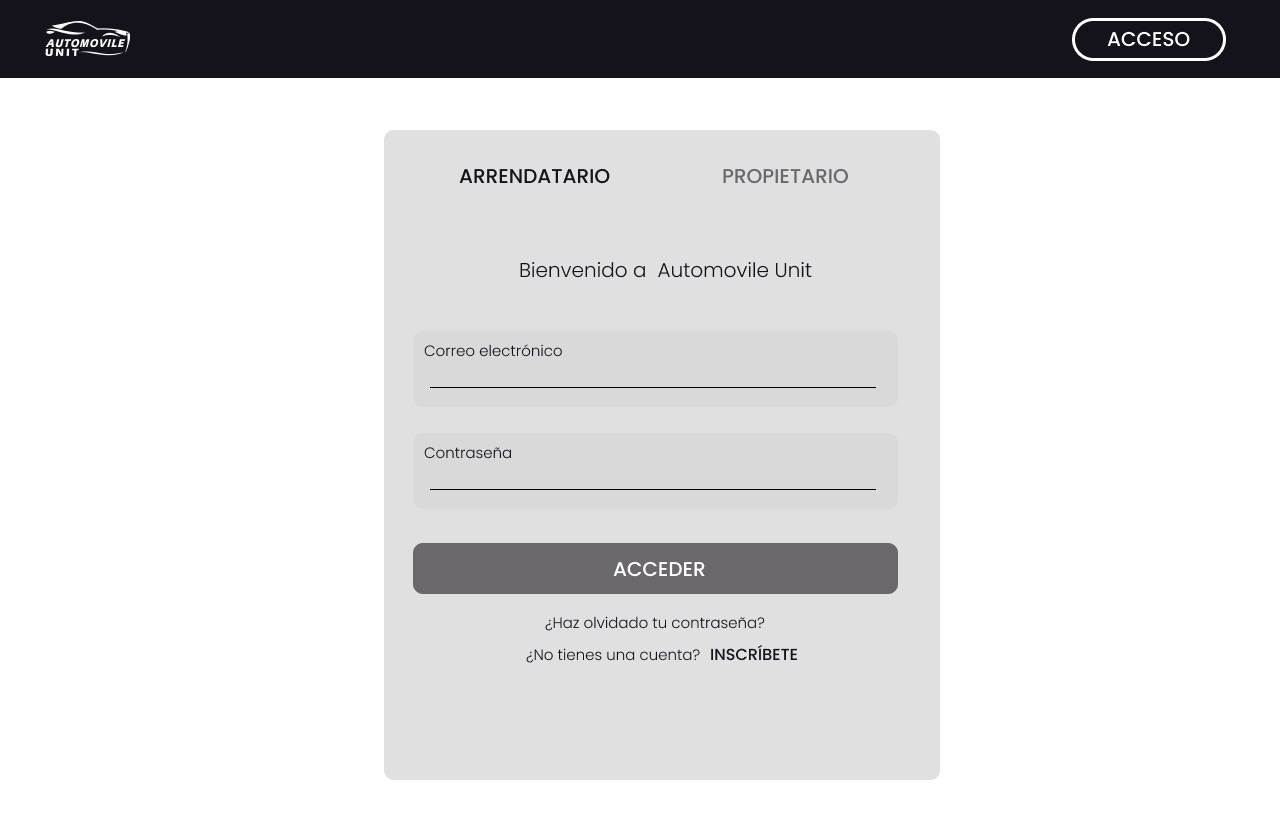 AUTOMOVILE
UNIT
ACCESO
ARRENDATARIO PROPIETARIO
Bienvenido a  Automovile Unit
Correo electrónico
Contraseña
ACCEDER
¿Haz olvidado tu contraseña?
¿No tienes una cuenta?  INSCRÍBETE